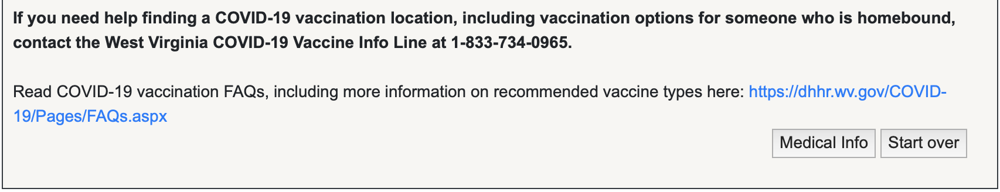 If you need help finding a COVID-19 vaccination location, including vaccination options for someone who is homebound,
contact the West Virginia COVID-19 Vaccine Info Line at 1-833-734-0965.
Read COVID-19 vaccination FAQs, including more information on recommended vaccine types here: https://dhhr.wv.gov/COVID-
19/Pages/FAQs.aspx
Medical Info Start over